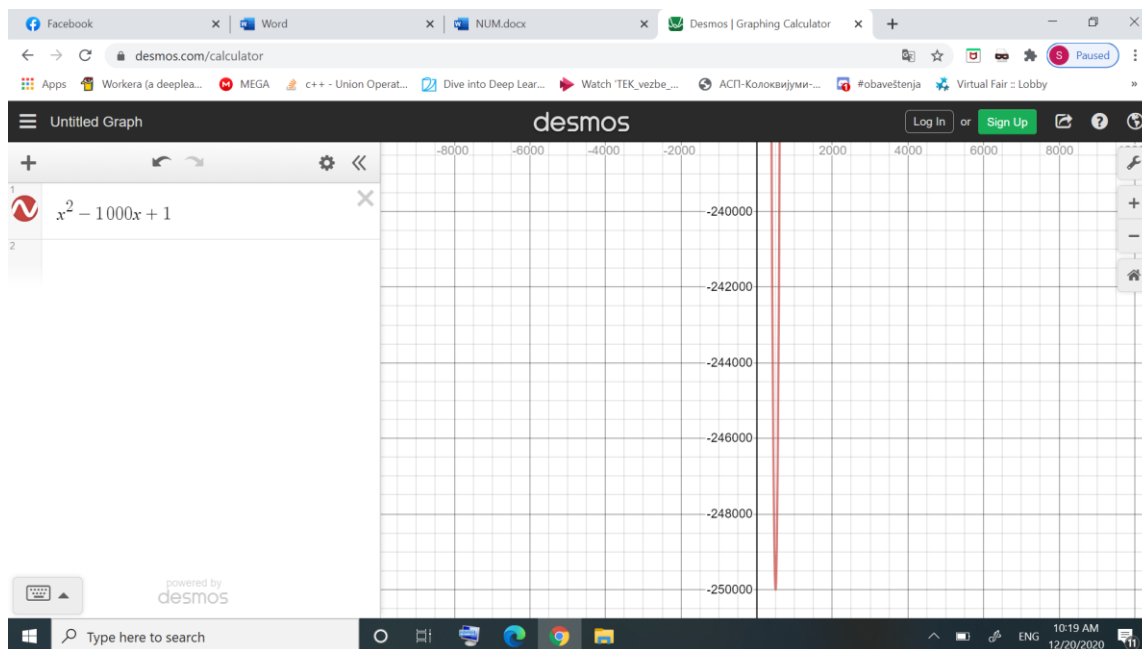 Facebook Word NUM.docx Desmos | Graphing Calculator
desmos.com/calculator S Paused
Apps Workera (a deeplea... MEGA c++ - Union Operat... Dive into Deep Lear... Watch 'TEK_vezbe_... АСП-Колоквијуми-... #obaveštenja Virtual Fair :: Lobby »
Untitled Graph desmos Log In or Sign Up
-8000 -6000 -4000 -2000 2000 4000 6000 8000
1
x² − 1000x + 1
2
-240000
-242000
-244000
-246000
-248000
-250000
powered by
desmos
Type here to search ENG 10:19 AM
12/20/2020 11